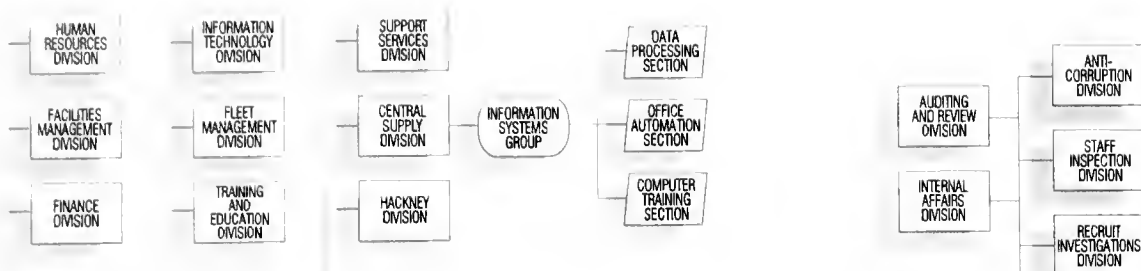 HUMAN
RESOURCES
DIVISION
INFORMATION
TECHNOLOGY
DIVISION
SUPPORT
SERVICES
DIVISION
DATA
PROCESSING
SECTION
ANTI-
CORRUPTION
DIVISION
FACILITIES
MANAGEMENT
DIVISION
FLEET
MANAGEMENT
DIVISION
CENTRAL
SUPPLY
DIVISION
INFORMATION
SYSTEMS
GROUP
OFFICE
AUTOMATION
SECTION
AUDITING
AND REVIEW
DIVISION
STAFF
INSPECTION
DIVISION
FINANCE
DIVISION
TRAINING
AND
EDUCATION
DIVISION
HACKNEY
DIVISION
COMPUTER
TRAINING
SECTION
INTERNAL
AFFAIRS
DIVISION
RECRUIT
INVESTIGATIONS
DIVISION